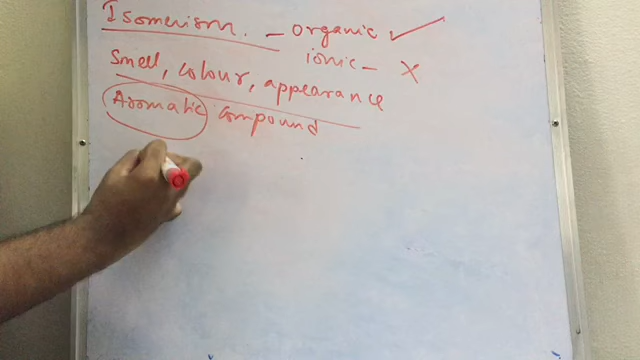 Isomerism. - organic ✓
ionic - X
Smell, colour, appearance
Aromatic compound